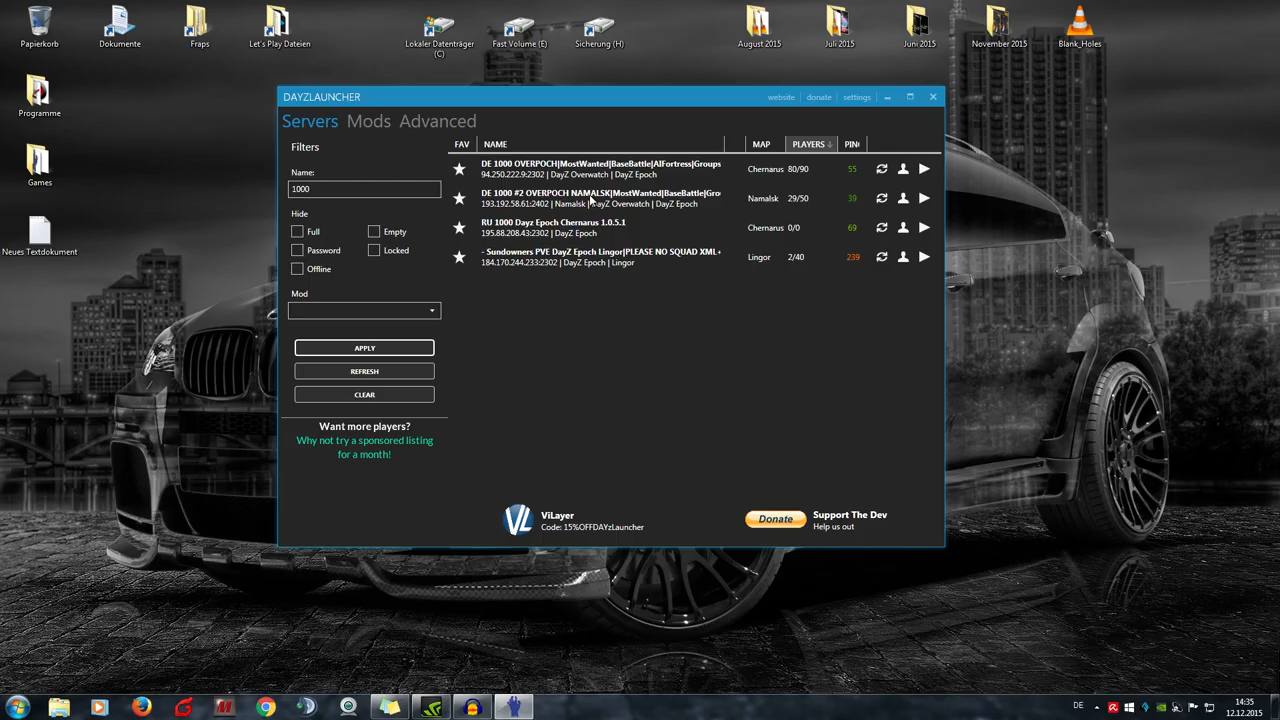 Papierkorb
Dokumente
Fraps
Let's Play Dateien
Lokaler Datenträger
(C)
Fast Volume (E)
Sicherung (H)
August 2015
Juli 2015
Juni 2015
November 2015
Blank_Holes
Programme
Games
Neues Textdokument
DAYZLAUNCHER
website
donate
settings
Servers Mods Advanced
Filters
Name:
1000
Hide
Full
Empty
Password
Locked
Offline
Mod
APPLY
REFRESH
CLEAR
Want more players?
Why not try a sponsored listing
for a month!
FAV NAME MAP PLAYERS PING
DE 1000 OVERPOCH|MostWanted|BaseBattle|AIFortress|Groups
94.250.222.9:2302 | DayZ Overwatch | DayZ Epoch
Chernarus 80/90 55
DE 1000 #2 OVERPOCH NAMALSK|MostWanted|BaseBattle|Gro
193.192.58.61:2402 | Namalsk | DayZ Overwatch | DayZ Epoch
Namalsk 29/50 39
RU 1000 Dayz Epoch Chernarus 1.0.5.1
195.88.208.43:2302 | DayZ Epoch
Chernarus 0/0 69
- Sundowners PVE DayZ Epoch Lingor|PLEASE NO SQUAD XML+
184.170.244.233:2302 | DayZ Epoch | Lingor
Lingor 2/40 239
VL
ViLayer
Code: 15%OFFDAYzLauncher
Donate
Support The Dev
Help us out
DE
14:35
12.12.2015